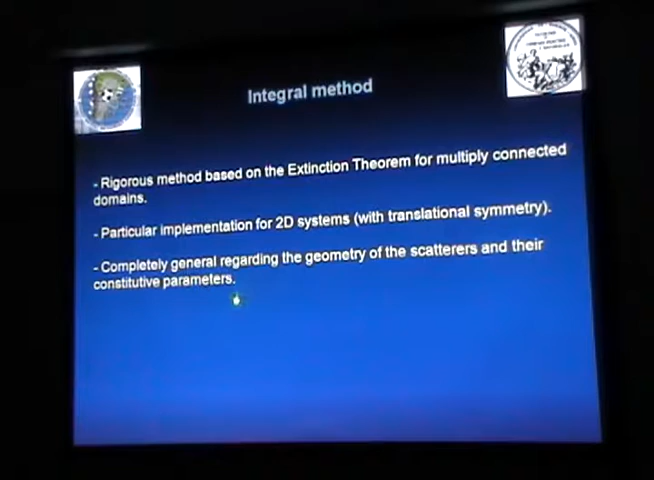 Integral method
- Rigorous method based on the Extinction Theorem for multiply connected
domains.
- Particular implementation for 2D systems (with translational symmetry).
- Completely general regarding the geometry of the scatterers and their
constitutive parameters.